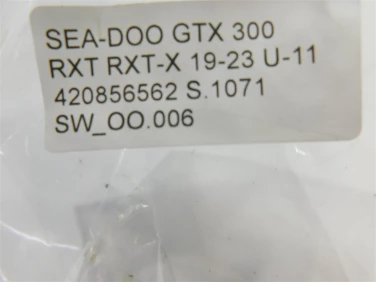 SEA-DOO GTX 300
RXT RXT-X 19-23 U-11
420856562 S.1071
SW_OO.006